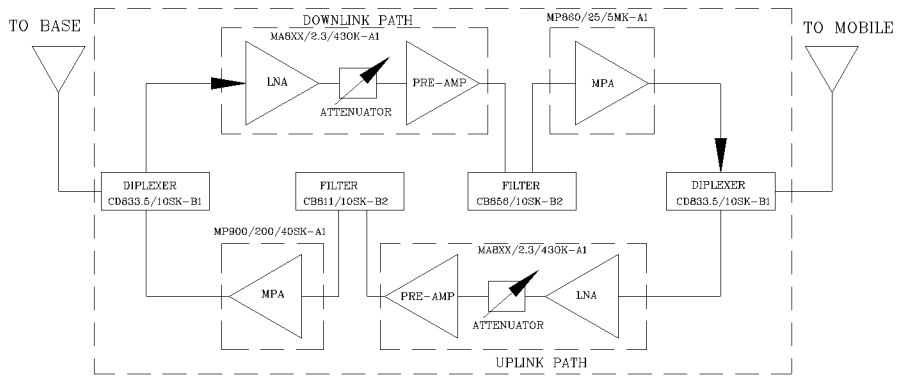 DOWNLINK PATH
MP860/25/5MK-A1
TO BASE
TO MOBILE
MA8XX/2.3/430K-A1
LNA
PRE-AMP
MPA
ATTENUATOR
DIPLEXER
CD833.5/10SK-B1
FILTER
CB811/10SK-B2
FILTER
CB856/10SK-B2
DIPLEXER
CD833.5/10SK-B1
MP900/200/40SK-A1
MA8XX/2.3/430K-A1
MPA
PRE-AMP
LNA
ATTENUATOR
UPLINK PATH